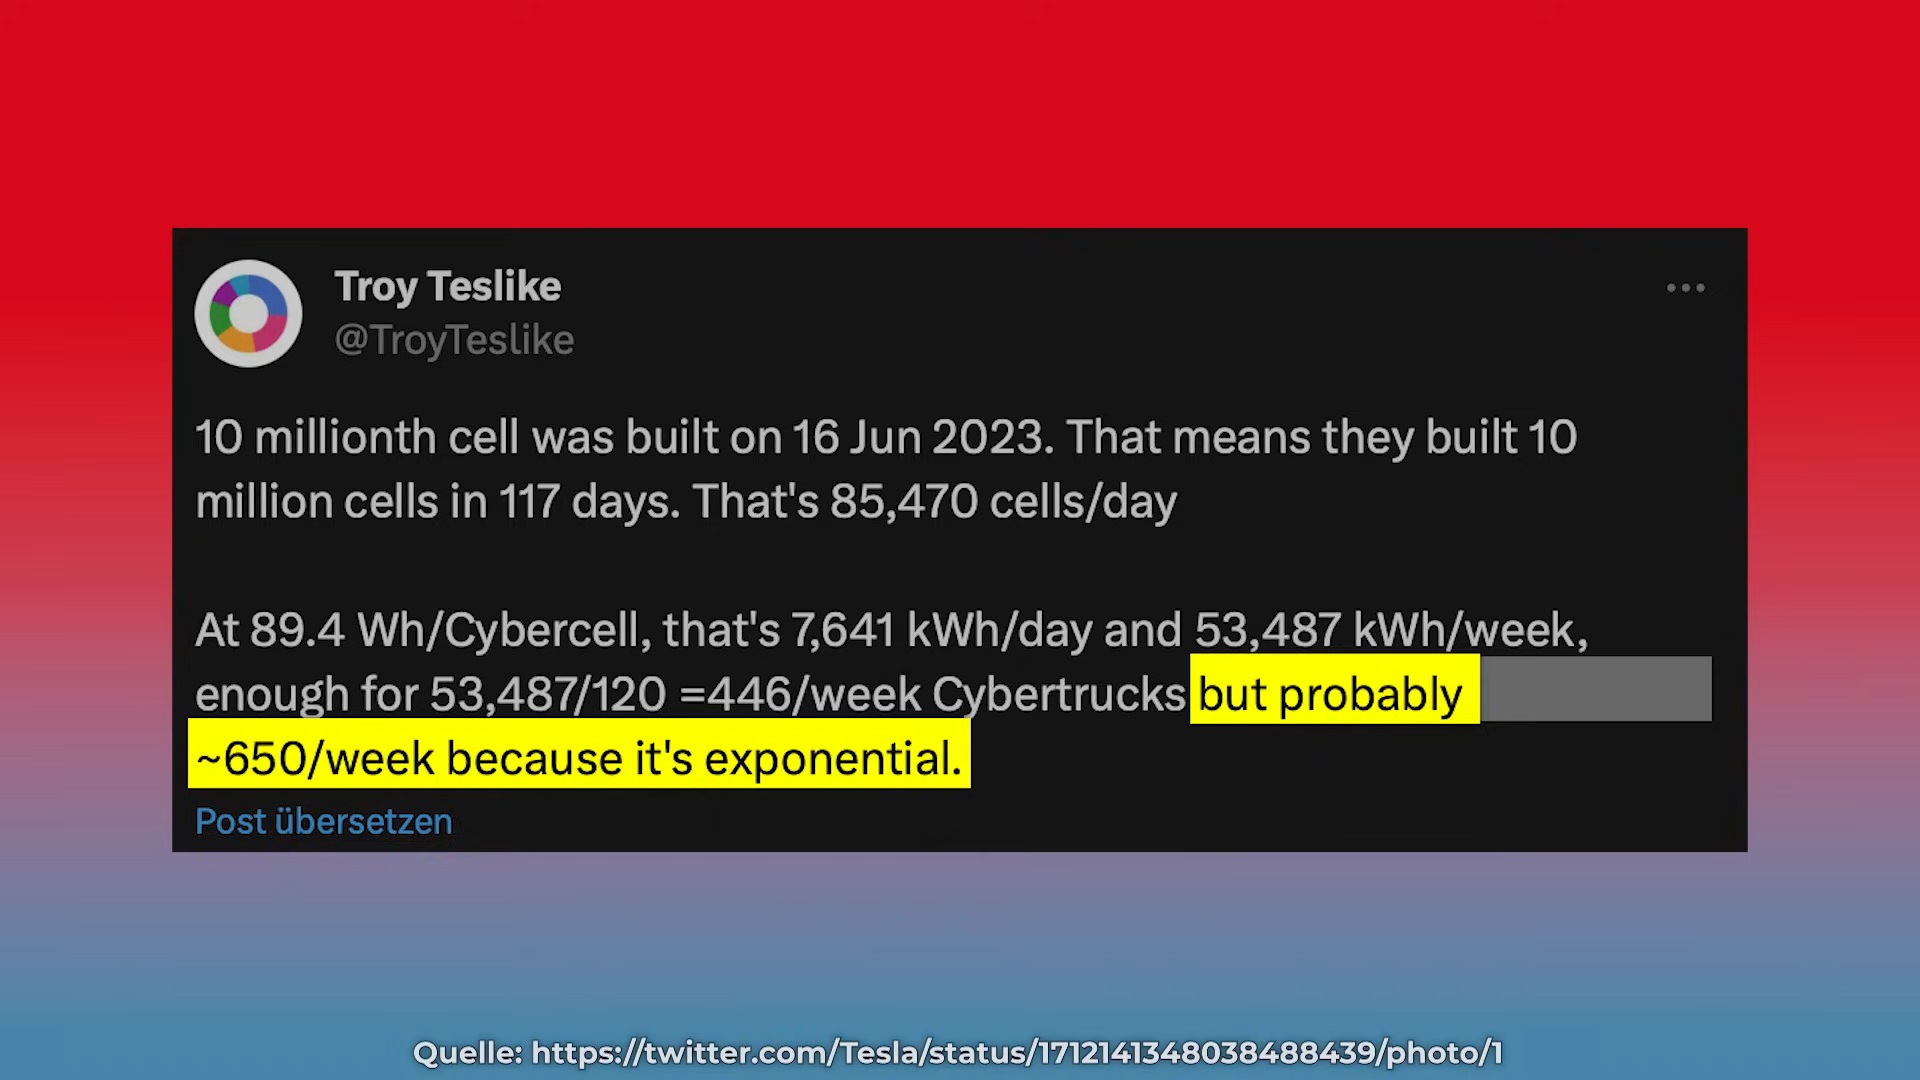 Troy Teslike
@TroyTeslike
10 millionth cell was built on 16 Jun 2023. That means they built 10
million cells in 117 days. That's 85,470 cells/day
At 89.4 Wh/Cybercell, that's 7,641 kWh/day and 53,487 kWh/week,
enough for 53,487/120 =446/week Cybertrucks but probably
~650/week because it's exponential.
Post übersetzen
Quelle: https://twitter.com/Tesla/status/1712141348038488439/photo/1